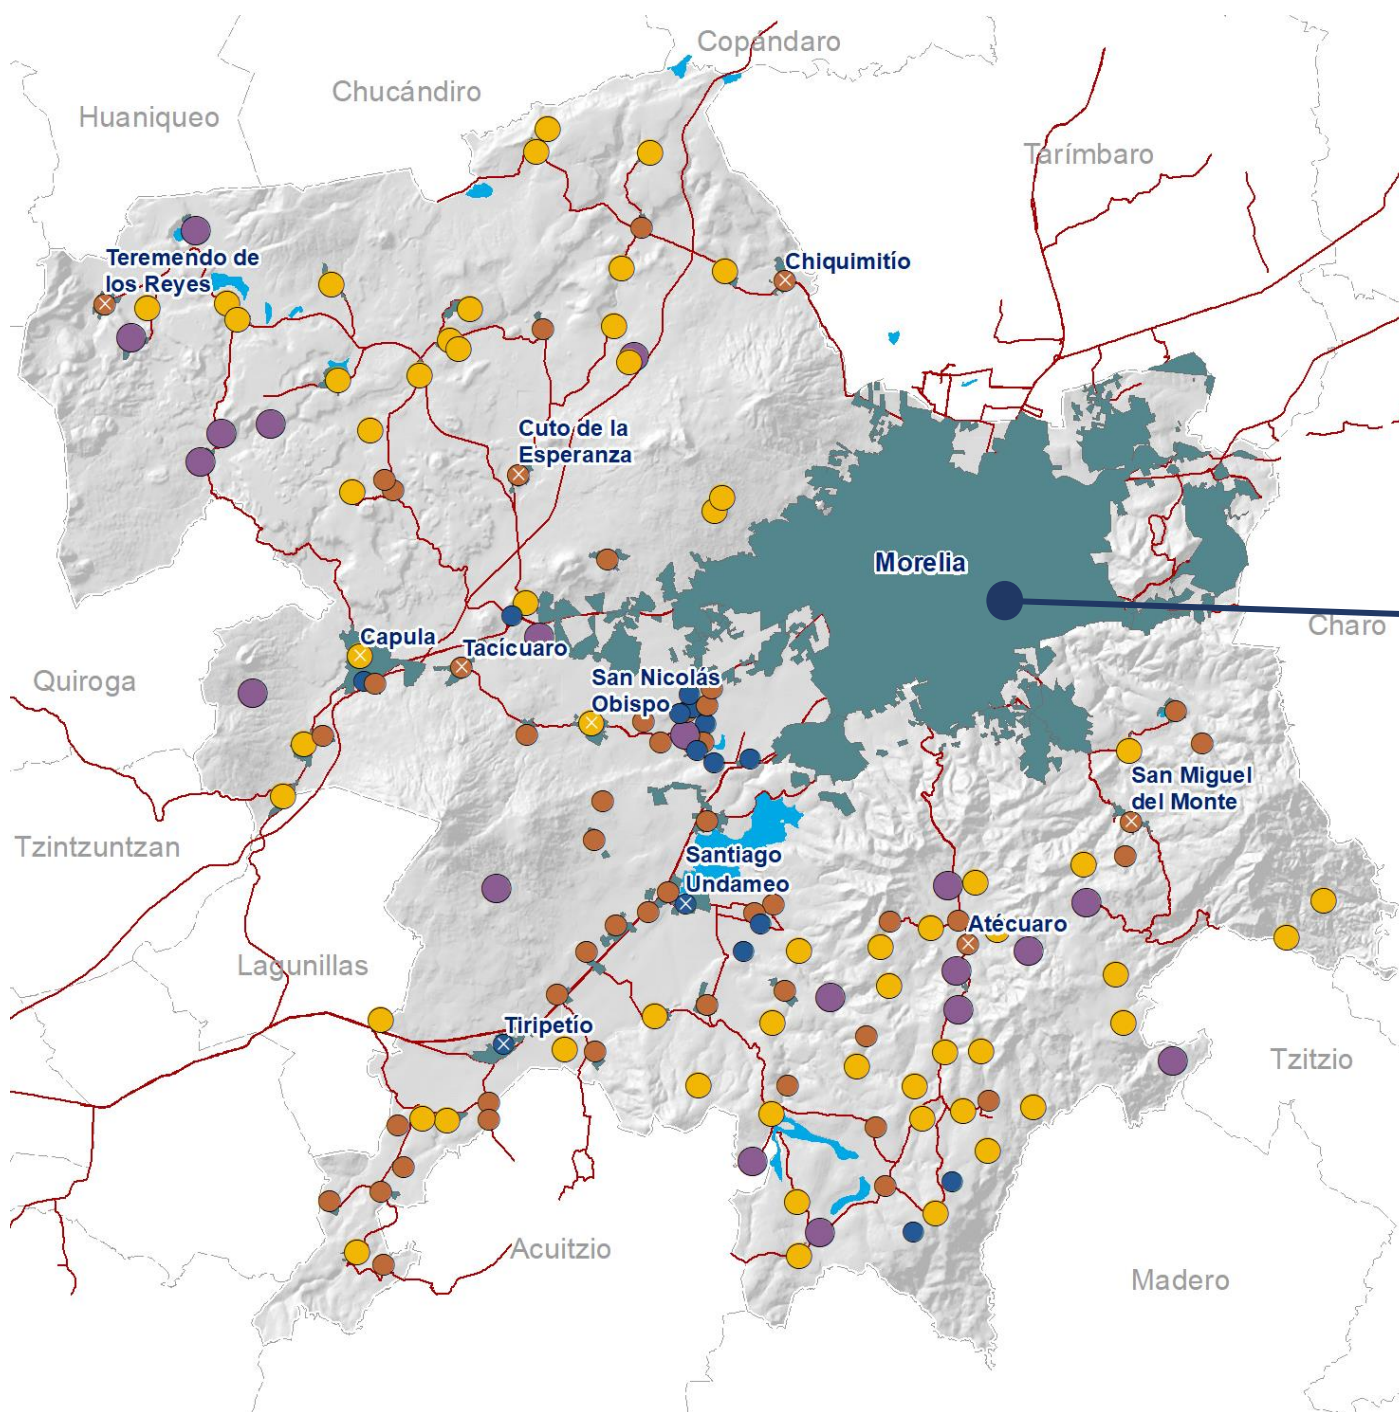 Copándaro
Chucándiro
Huaniqueo
Tarímbaro
Teremendo de
los Reyes
Chiquimitío
Cuto de la
Esperanza
Morelia
Charo
Capula
Tacícuaro
Quiroga
San Nicolás
Obispo
San Miguel
del Monte
Tzintzuntzan
Santiago
Undameo
Atécuaro
Lagunillas
Tiripetío
Tzitzio
Acuitzio
Madero